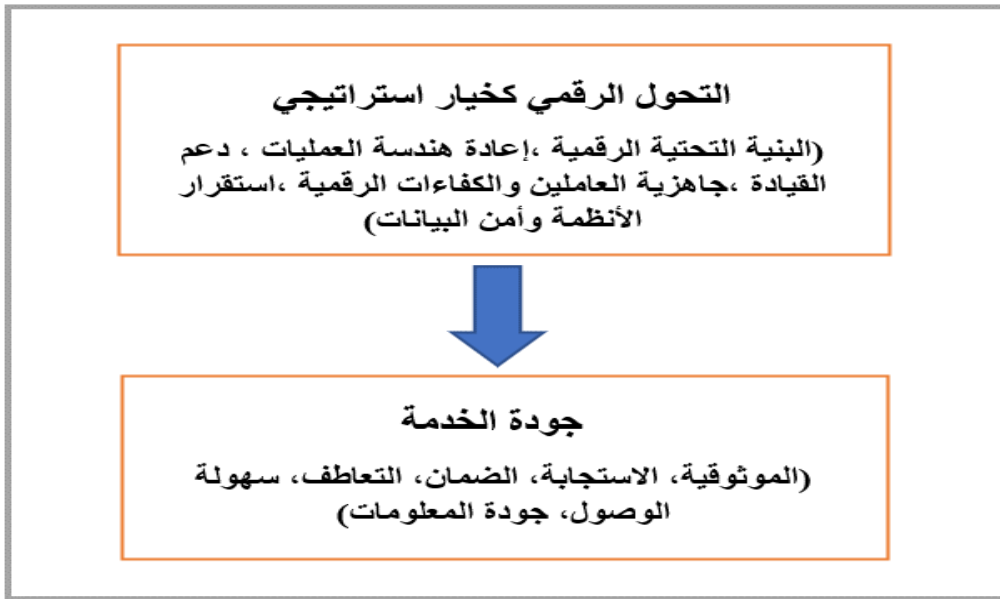 التحول الرقمي كخيار استراتيجي
(البنية التحتية الرقمية ،إعادة هندسة العمليات ، دعم
القيادة ،جاهزية العاملين والكفاءات الرقمية ،استقرار
الأنظمة وأمن البيانات)
جودة الخدمة
(الموثوقية، الاستجابة، الضمان، التعاطف، سهولة
الوصول، جودة المعلومات)